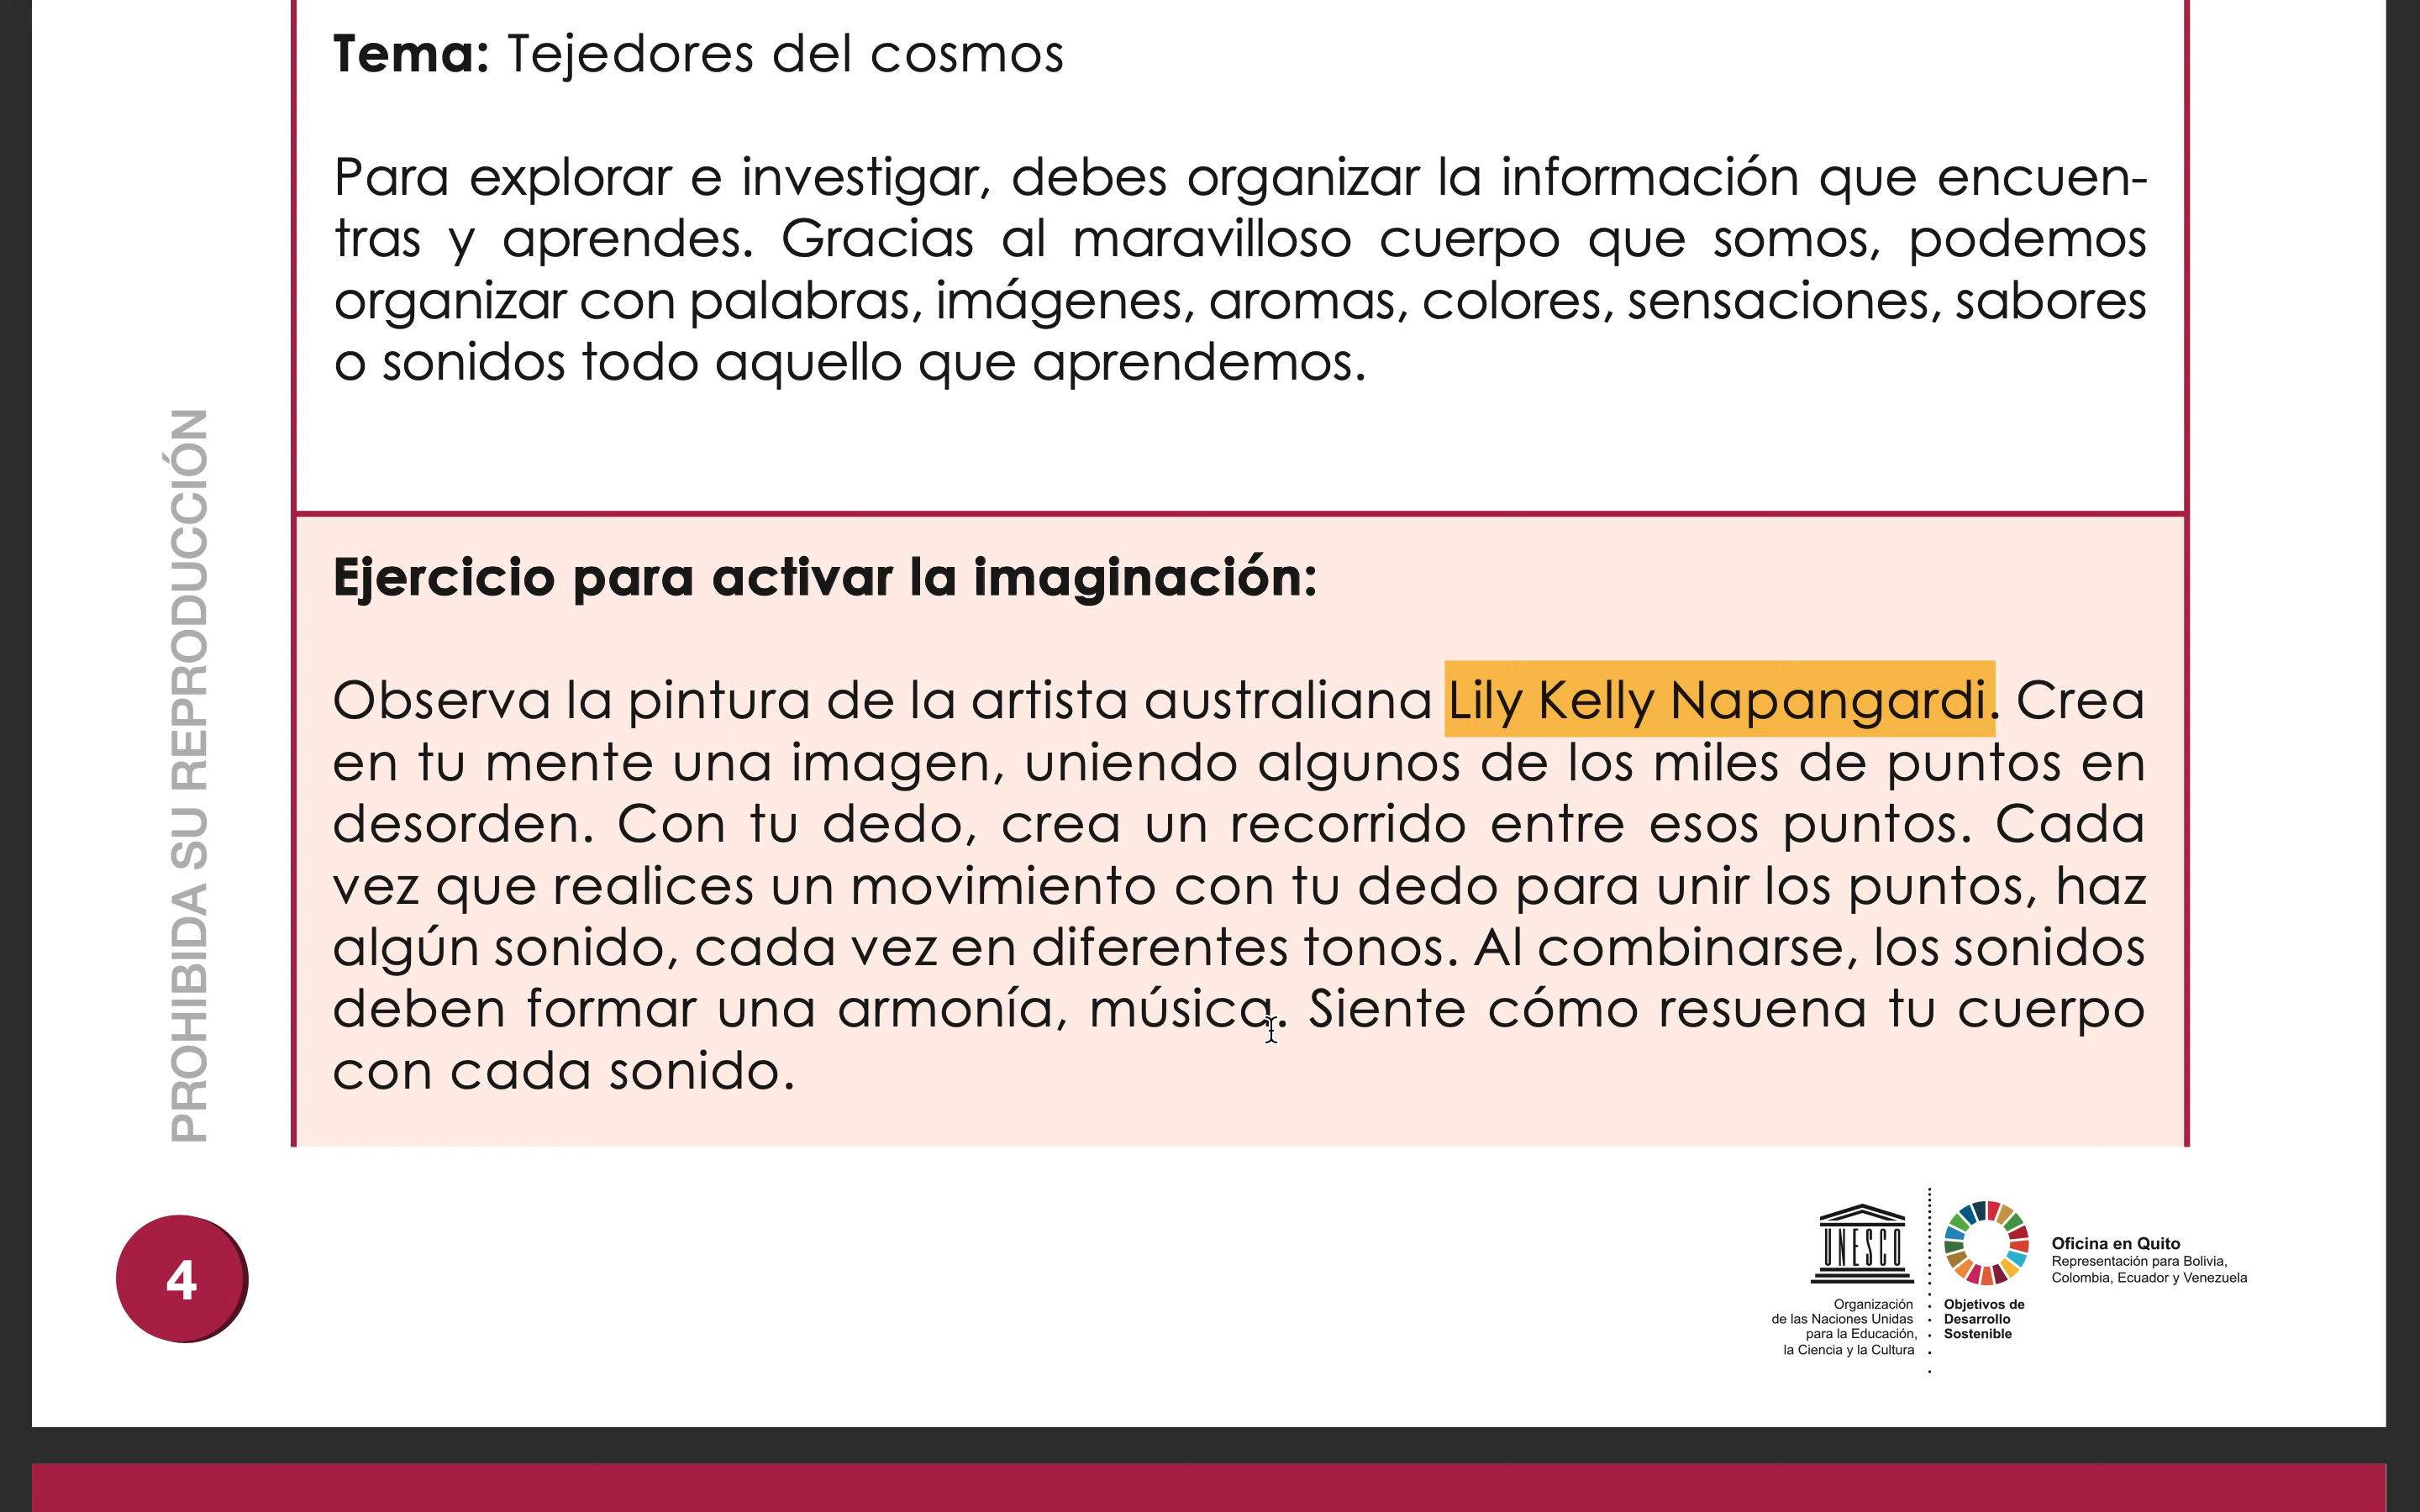 Tema: Tejedores del cosmos
Para explorar e investigar, debes organizar la información que encuen-
tras y aprendes. Gracias al maravilloso cuerpo que somos, podemos
organizar con palabras, imágenes, aromas, colores, sensaciones, sabores
o sonidos todo aquello que aprendemos.
PROHIBIDA SU REPRODUCCIÓN
Ejercicio para activar la imaginación:
Observa la pintura de la artista australiana Lily Kelly Napangardi. Crea
en tu mente una imagen, uniendo algunos de los miles de puntos en
desorden. Con tu dedo, crea un recorrido entre esos puntos. Cada
vez que realices un movimiento con tu dedo para unir los puntos, haz
algún sonido, cada vez en diferentes tonos. Al combinarse, los sonidos
deben formar una armonía, música. Siente cómo resuena tu cuerpo
con cada sonido.
4
UNESCO
Organización
de las Naciones Unidas
para la Educación,
la Ciencia y la Cultura
Objetivos de
Desarrollo
Sostenible
Oficina en Quito
Representación para Bolivia,
Colombia, Ecuador y Venezuela